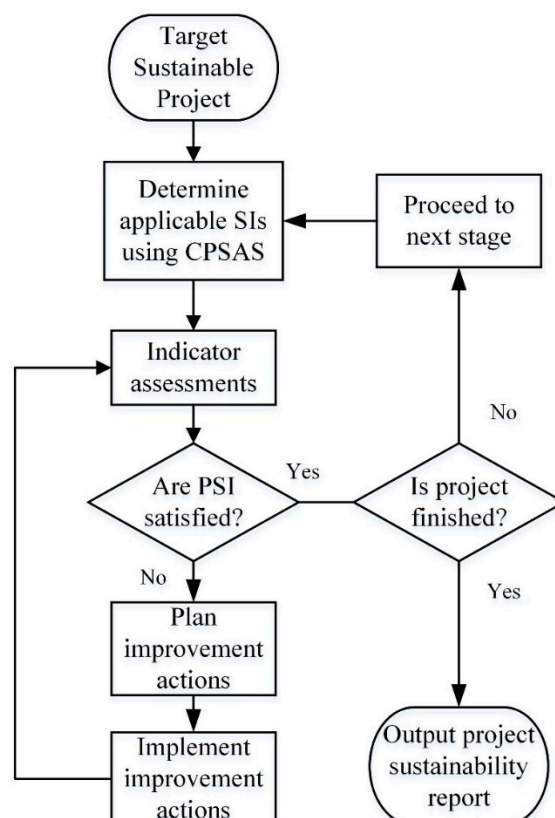 Target
Sustainable
Project
Determine
applicable SIs
using CPSAS
Proceed to
next stage
Indicator
assessments
No
Yes
Are PSI
satisfied?
Is project
finished?
No
Yes
Plan
improvement
actions
Implement
improvement
actions
Output project
sustainability
report